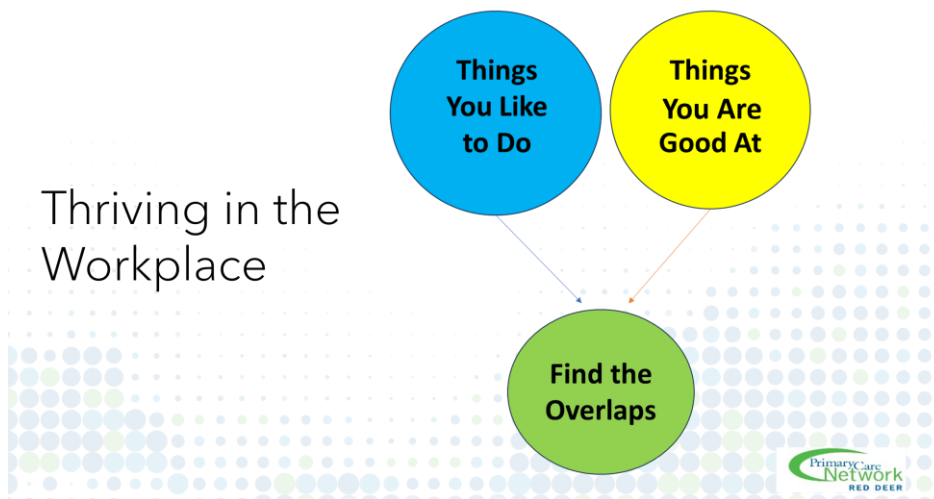 Thriving in the
Workplace
Things
You Like
to Do
Things
You Are
Good At
Find the
Overlaps
PrimaryCare
Network
RED DEER